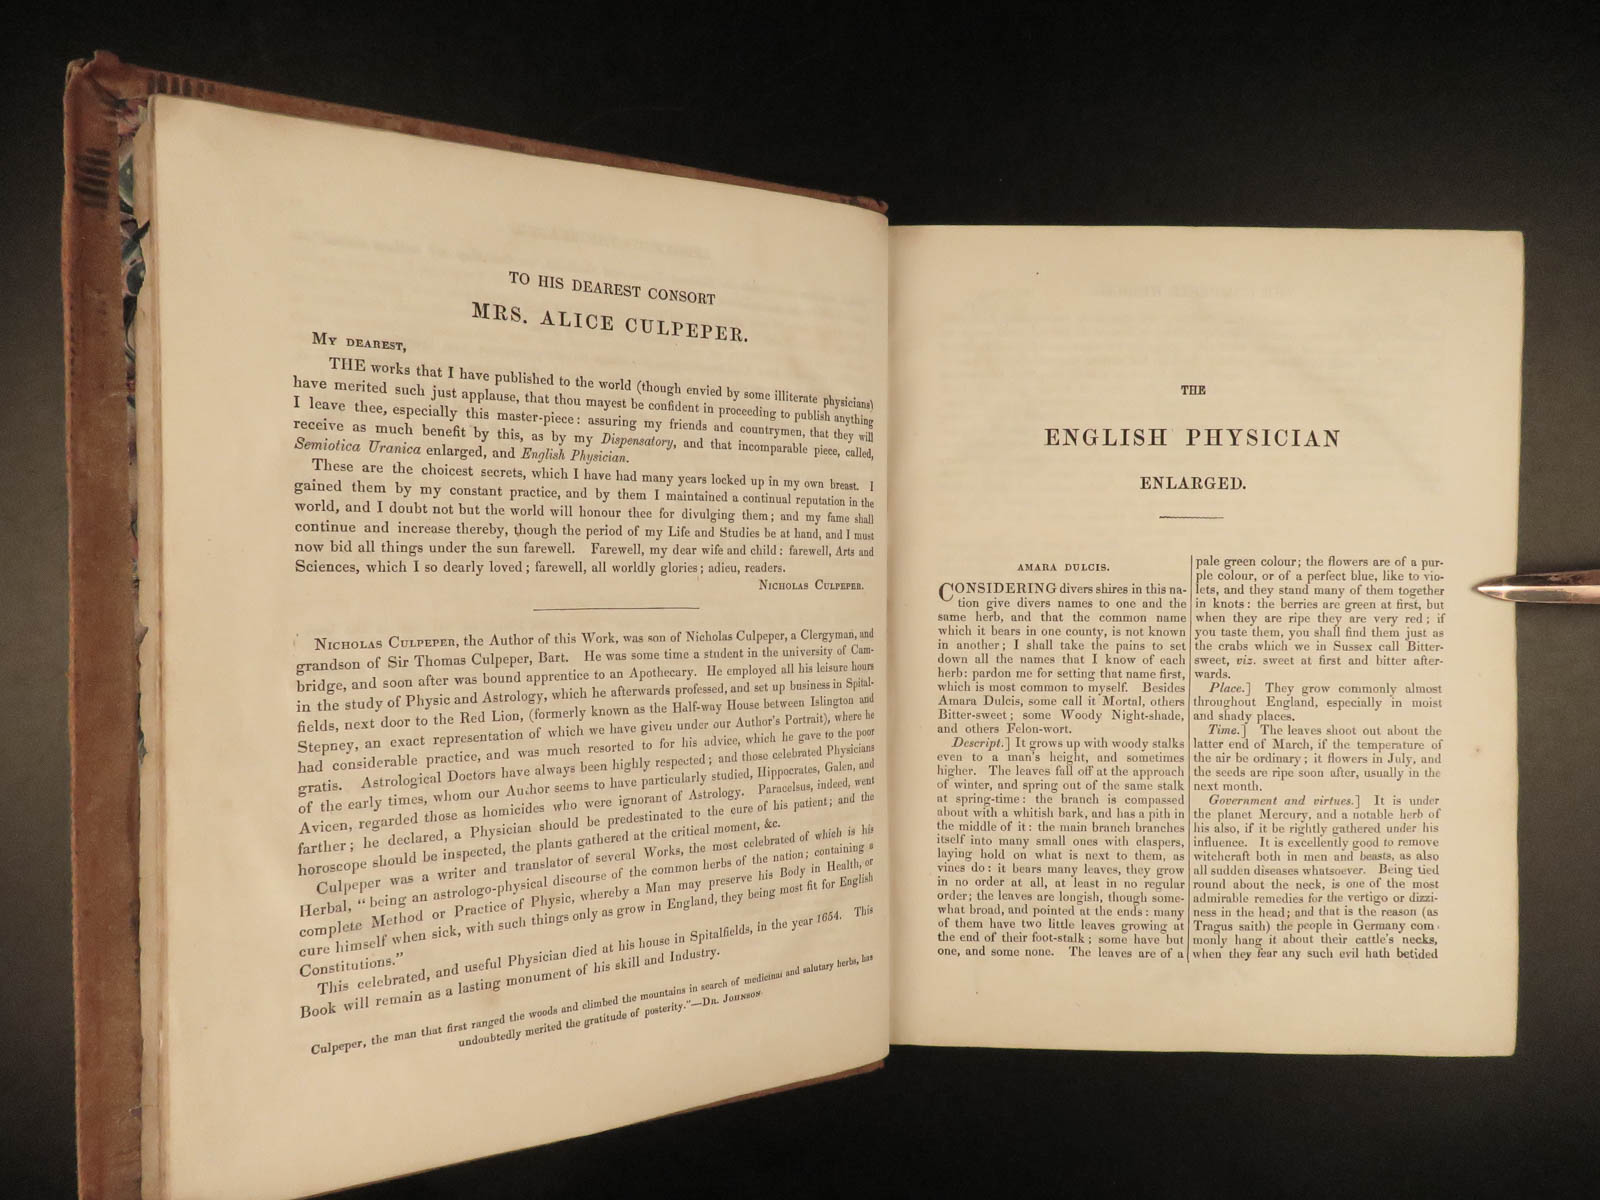 TO HIS DEAREST CONSORT
MRS. ALICE CULPEPER.
MY DEAREST,
THE works that I have published to the world (though envied by some illiterate physicians)
have merited such just applause, that thou mayest be confident in proceeding to publish anything
I leave thee, especially this master-piece: assuring my friends and countrymen, that they will
receive as much benefit by this, as by my Dispensatory, and that incomparable piece, called,
Semiotica Uranica enlarged, and English Physician.
These are the choicest secrets, which I have had many years locked up in my own breast. I
gained them by my constant practice, and by them I maintained a continual reputation in the
world, and I doubt not but the world will honour thee for divulging them; and my fame shall
continue and increase thereby, though the period of my Life and Studies be at hand, and I must
now bid all things under the sun farewell. Farewell, my dear wife and child: farewell, Arts and
Sciences, which I so dearly loved; farewell, all worldly glories; adieu, readers.
NICHOLAS CULPEPER.
NICHOLAS CULPEPER, the Author of this Work, was son of Nicholas Culpeper, a Clergyman, and
grandson of Sir Thomas Culpeper, Bart. He was some time a student in the university of Cam-
bridge, and soon after was bound apprentice to an Apothecary. He employed all his leisure hours
in the study of Physic and Astrology, which he afterwards professed, and set up business in Spital-
fields, next door to the Red Lion, (formerly known as the Half-way House between Islington and
Stepney, an exact representation of which we have given under our Author's Portrait), where he
had considerable practice, and was much resorted to for his advice, which he gave to the poor
gratis. Astrological Doctors have always been highly respected; and those celebrated Physicians
of the early times, whom our Author seems to have particularly studied, Hippocrates, Galen, and
Avicen, regarded those as homicides who were ignorant of Astrology. Paracelsus, indeed, went
farther; he declared, a Physician should be predestinated to the cure of his patient; and the
horoscope should be inspected, the plants gathered at the critical moment, &c.
Culpeper was a writer and translator of several Works, the most celebrated of which is his
Herbal, "being an astrologo-physical discourse of the common herbs of the nation; containing a
complete Method or Practice of Physic, whereby a Man may preserve his Body in Health, or
cure himself when sick, with such things only as grow in England, they being most fit for English
Constitutions."
This celebrated, and useful Physician died at his house in Spitalfields, in the year 1654. This
Book will remain as a lasting monument of his skill and Industry.
Culpeper, the man that first ranged the woods and climbed the mountains in search of medicinal and salutary herbs, has
undoubtedly merited the gratitude of posterity."—DR. JOHNSON
THE
ENGLISH PHYSICIAN
ENLARGED.
AMARA DULCIS.
CONSIDERING divers shires in this na-
tion give divers names to one and the
same herb, and that the common name
which it bears in one county, is not known
in another; I shall take the pains to set
down all the names that I know of each
herb: pardon me for setting that name first,
which is most common to myself. Besides
Amara Dulcis, some call it Mortal, others
Bitter-sweet; some Woody Night-shade,
and others Felon-wort.
Descript.] It grows up with woody stalks
even to a man's height, and sometimes
higher. The leaves fall off at the approach
of winter, and spring out of the same stalk
at spring-time: the branch is compassed
about with a whitish bark, and has a pith in
the middle of it: the main branch branches
itself into many small ones with claspers,
laying hold on what is next to them, as
vines do: it bears many leaves, they grow
in no order at all, at least in no regular
order; the leaves are longish, though some-
what broad, and pointed at the ends: many
of them have two little leaves growing at
the end of their foot-stalk; some have but
one, and some none. The leaves are of a
pale green colour; the flowers are of a pur-
ple colour, or of a perfect blue, like to vio-
lets, and they stand many of them together
in knots: the berries are green at first, but
when they are ripe they are very red; if
you taste them, you shall find them just as
the crabs which we in Sussex call Bitter-
sweet, viz. sweet at first and bitter after-
wards.
Place.] They grow commonly almost
throughout England, especially in moist
and shady places.
Time.] The leaves shoot out about the
latter end of March, if the temperature of
the air be ordinary; it flowers in July, and
the seeds are ripe soon after, usually in the
next month.
Government and virtues.] It is under
the planet Mercury, and a notable herb of
his also, if it be rightly gathered under his
influence. It is excellently good to remove
witchcraft both in men and beasts, as also
all sudden diseases whatsoever. Being tied
round about the neck, is one of the most
admirable remedies for the vertigo or dizzi-
ness in the head; and that is the reason (as
Tragus saith) the people in Germany com-
monly hang it about their cattle's necks,
when they fear any such evil hath betided